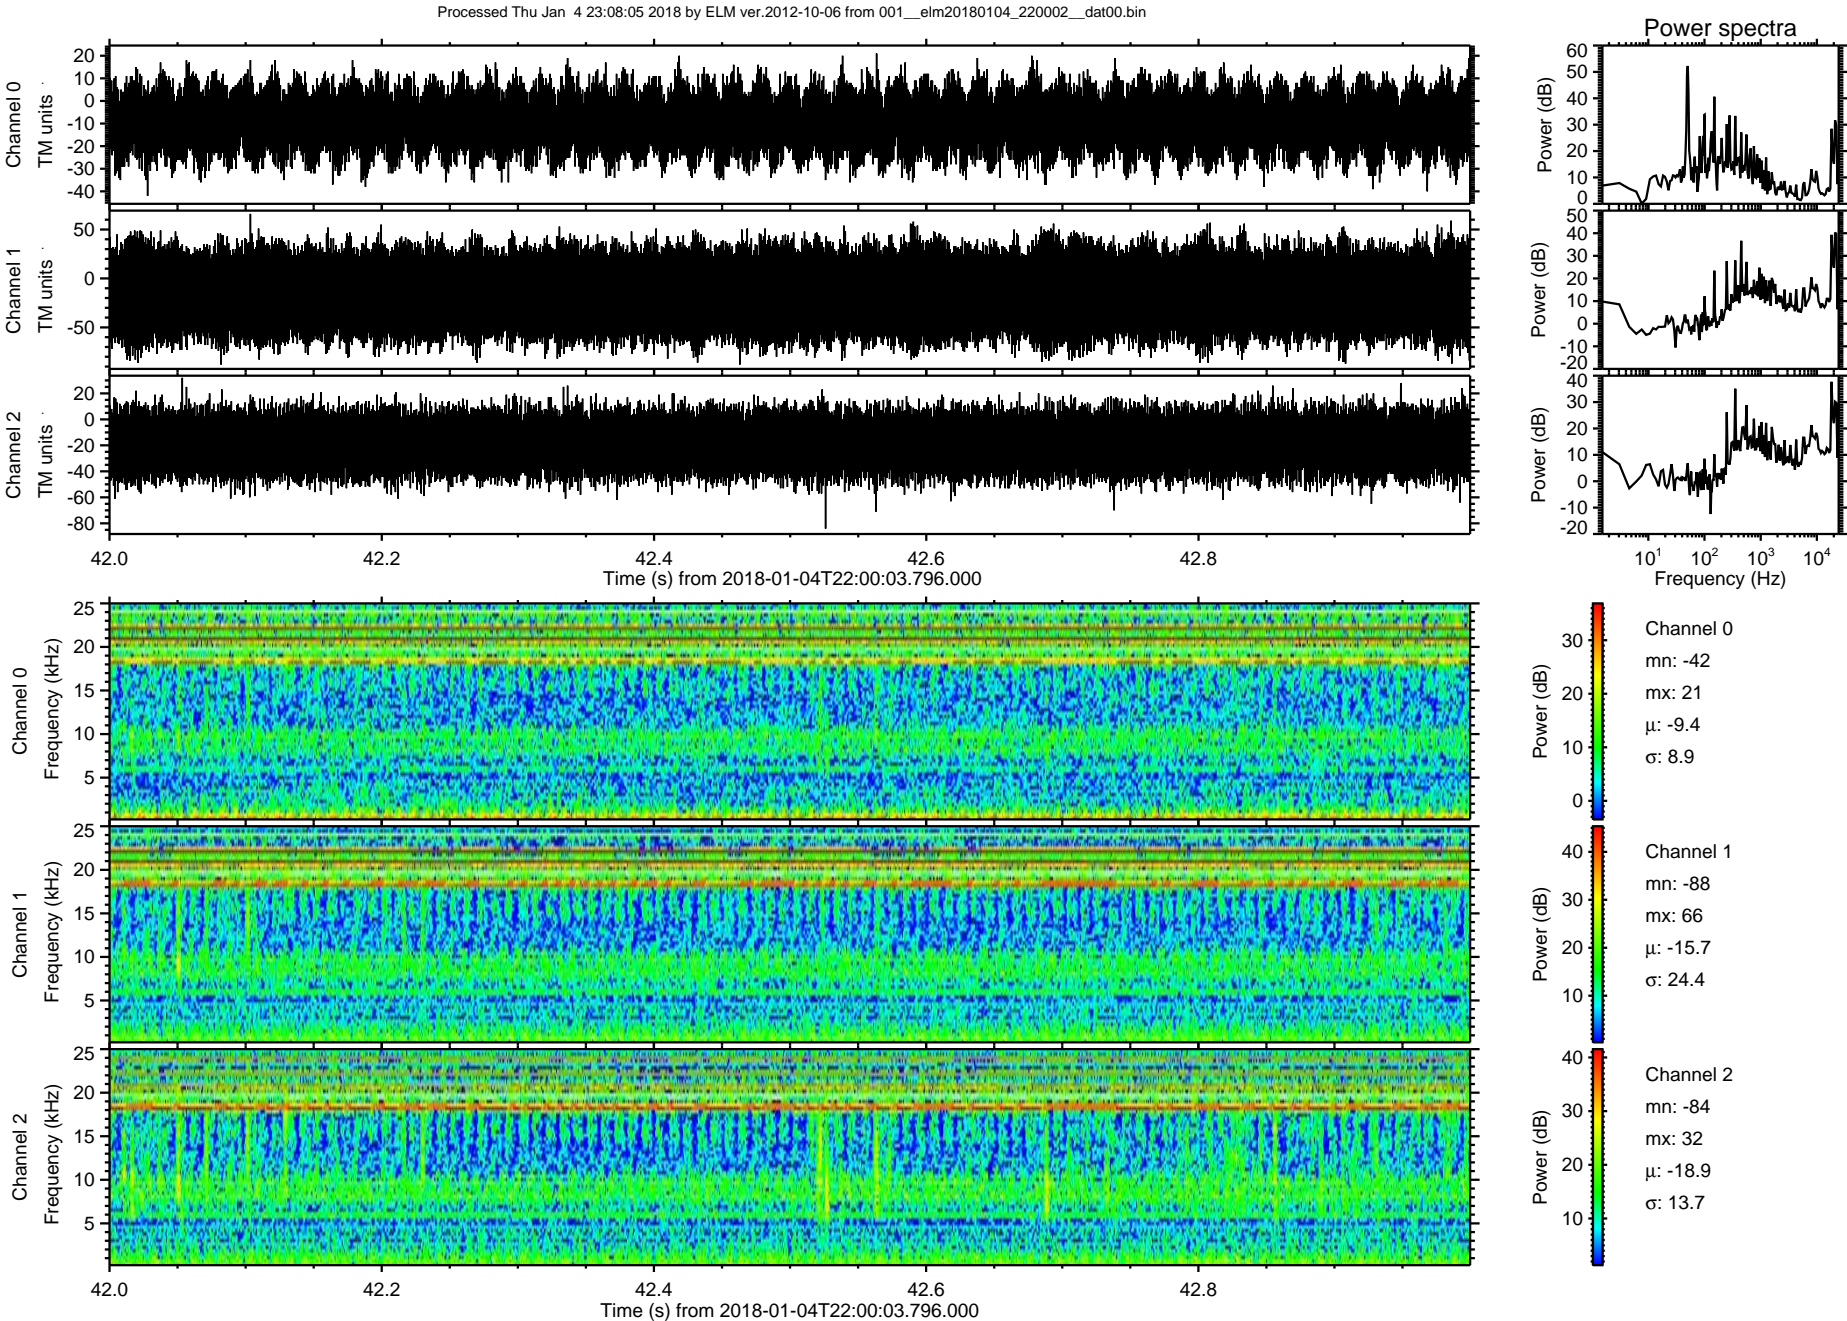 Processed Thu Jan  4 23:08:05 2018 by ELM ver.2012-10-06 from 001__elm20180104_220002__dat00.bin
Power spectra
Channel 0
TM units
20
10
0
-10
-20
-30
-40
Power (dB)
60
50
40
30
20
10
0
Channel 1
TM units
50
0
-50
Power (dB)
50
40
30
20
10
0
-10
-20
Channel 2
TM units
20
0
-20
-40
-60
-80
Power (dB)
40
30
20
10
0
-10
-20
42.0 42.2 42.4 42.6 42.8
Time (s) from 2018-01-04T22:00:03.796.000
10^1 10^2 10^3 10^4
Frequency (Hz)
Channel 0
Frequency (kHz)
25
20
15
10
5
Power (dB)
30
20
10
0
Channel 0
mn: -42
mx: 21
μ: -9.4
σ: 8.9
Channel 1
Frequency (kHz)
25
20
15
10
5
Power (dB)
40
30
20
10
Channel 1
mn: -88
mx: 66
μ: -15.7
σ: 24.4
Channel 2
Frequency (kHz)
25
20
15
10
5
Power (dB)
40
30
20
10
Channel 2
mn: -84
mx: 32
μ: -18.9
σ: 13.7
42.0 42.2 42.4 42.6 42.8
Time (s) from 2018-01-04T22:00:03.796.000